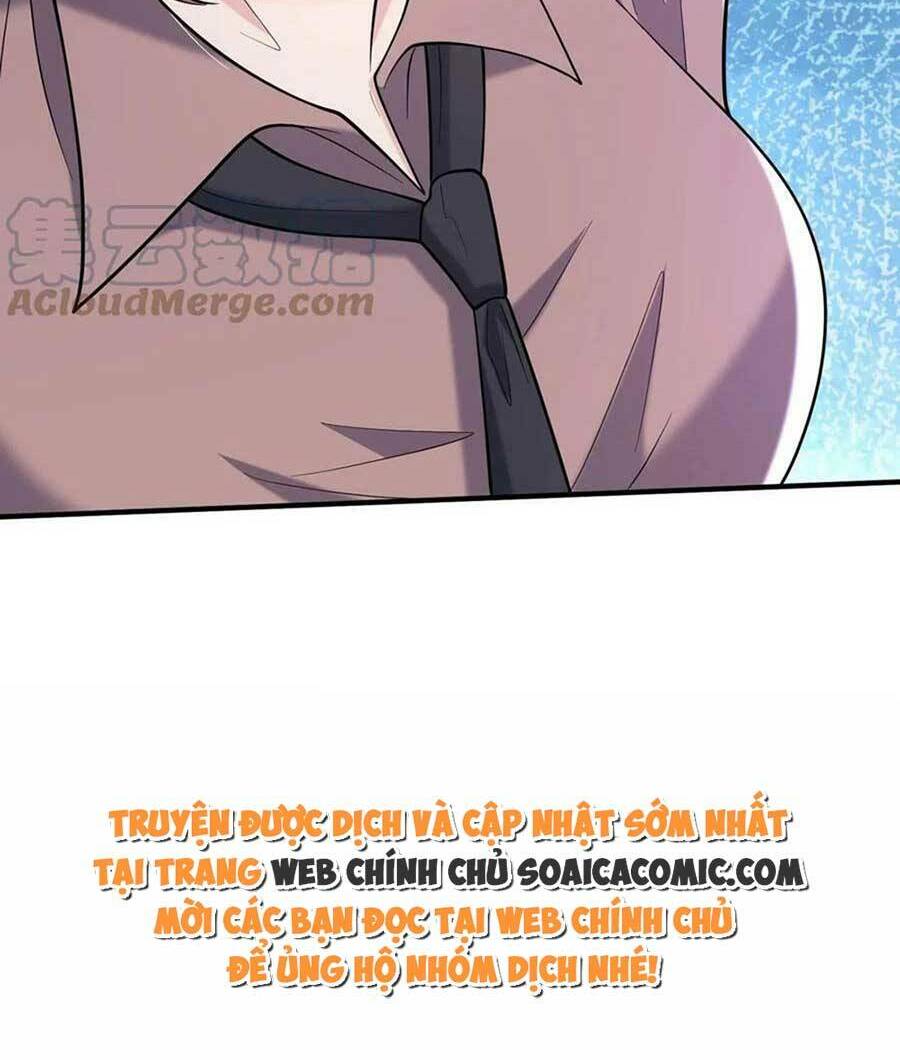 集云数据
AcloudMerge.com
TRUYỆN ĐƯỢC DỊCH VÀ CẬP NHẬT SỚM NHẤT
TẠI TRANG WEB CHÍNH CHỦ SOAICACOMIC.COM
MỜI CÁC BẠN ĐỌC TẠI WEB CHÍNH CHỦ
ĐỂ ỦNG HỘ NHÓM DỊCH NHÉ!